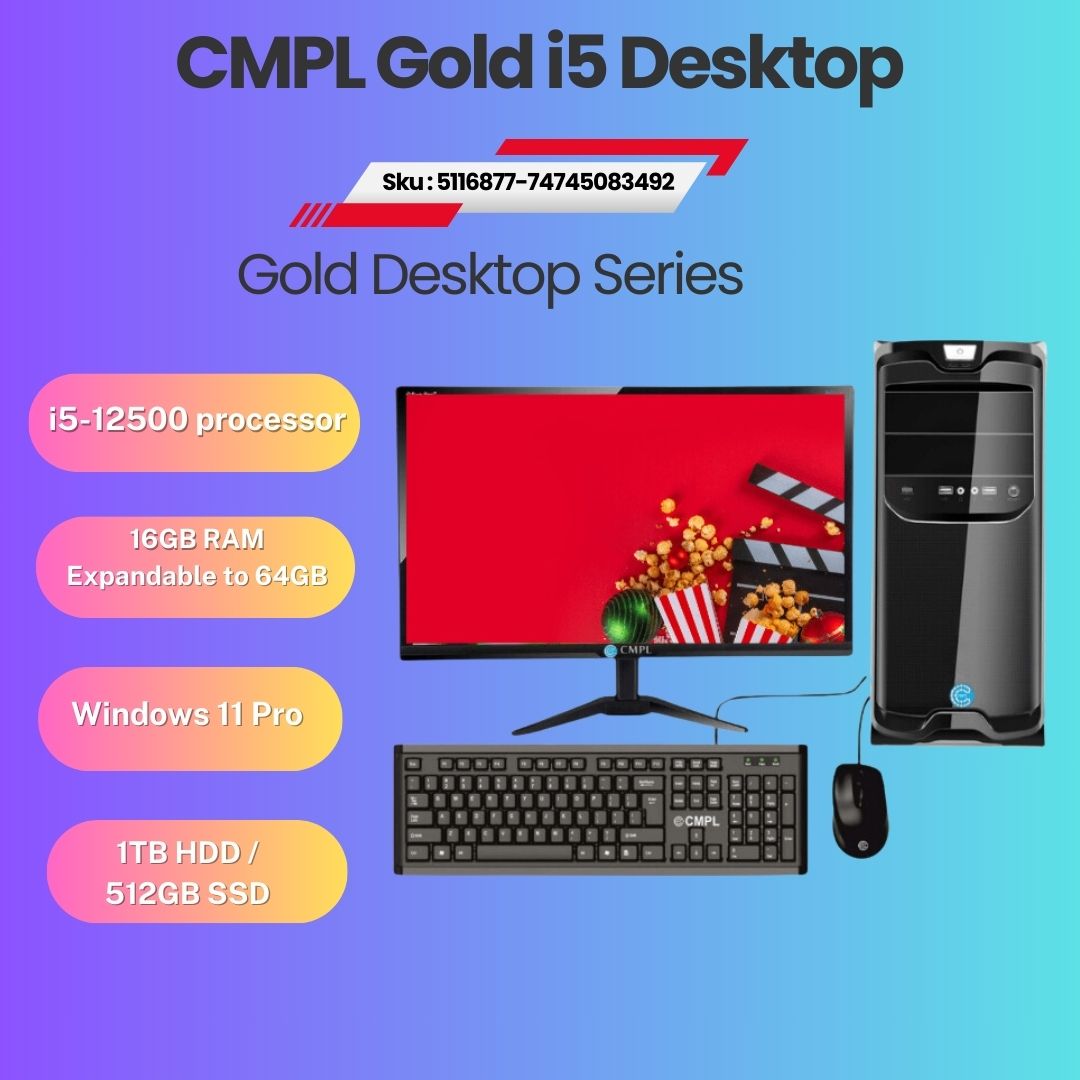 CMPL Gold i5 Desktop
Sku : 5116877-74745083492
Gold Desktop Series
i5-12500 processor
16GB RAM
Expandable to 64GB
Windows 11 Pro
1TB HDD /
512GB SSD
CMPL
CMPL